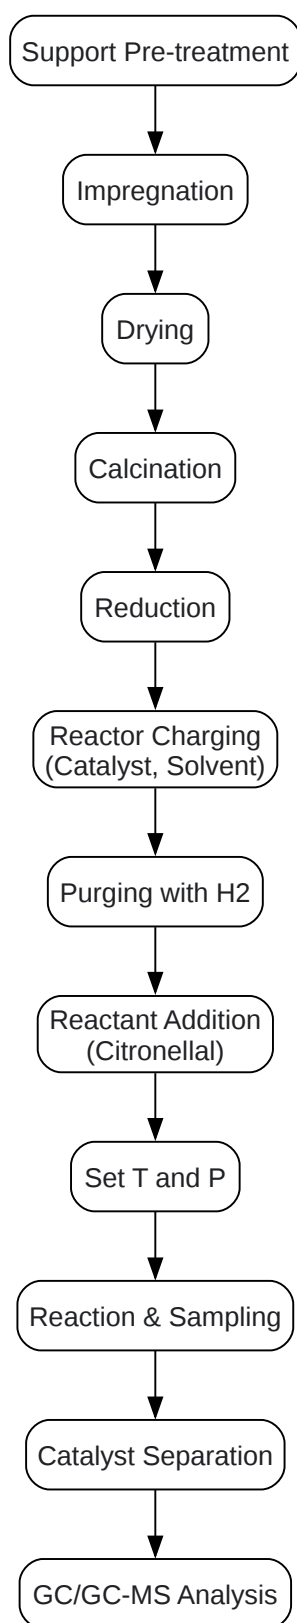 Support Pre-treatment
Impregnation
Drying
Calcination
Reduction
Reactor Charging
(Catalyst, Solvent)
Purging with H2
Reactant Addition
(Citronellal)
Set T and P
Reaction & Sampling
Catalyst Separation
GC/GC-MS Analysis